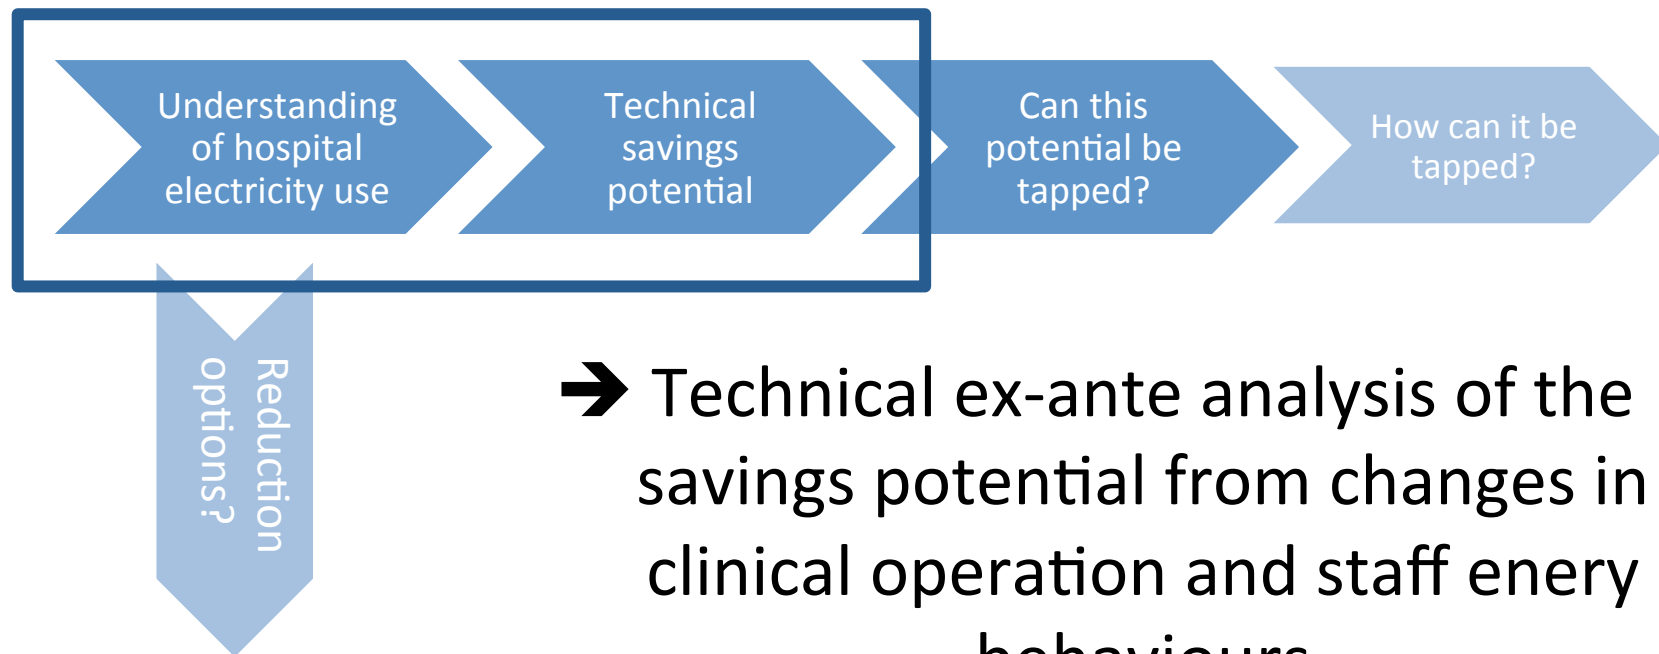 Understanding
of hospital
electricity use
Technical
savings
potential
Can this
potential be
tapped?
How can it be
tapped?
Reduction
options?
➔ Technical ex-ante analysis of the
savings potential from changes in
clinical operation and staff enery
behaviours